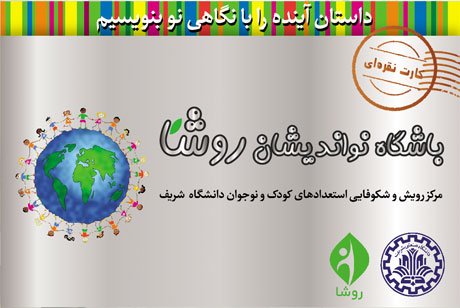 داستان آینده را با نگاهی نو بنویسیم
کارت نقره‌ای
باشگاه نواندیشان روشا
مرکز رویش و شکوفایی استعدادهای کودک و نوجوان دانشگاه شریف
روشا